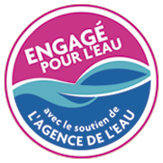 ENGAGÉ
POUR L'EAU
avec le soutien de
L'AGENCE DE L'EAU